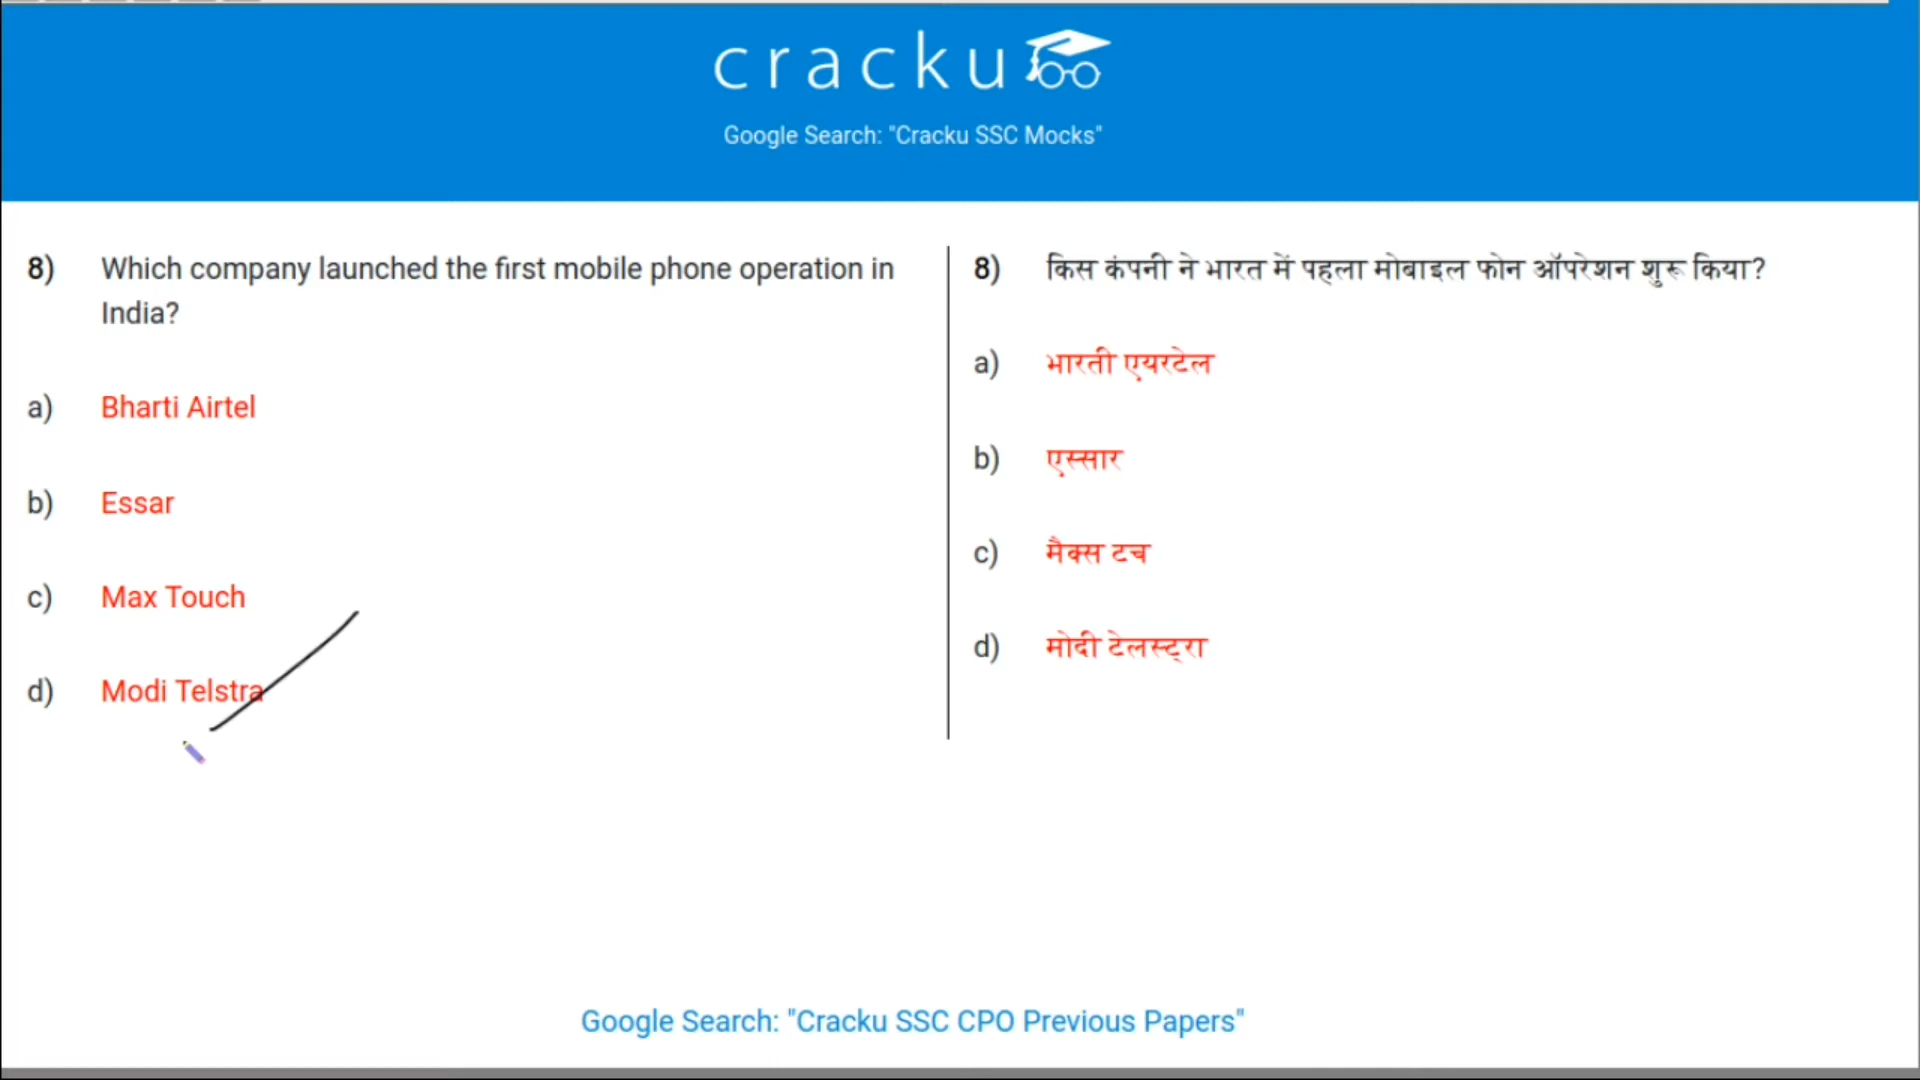 cracku
Google Search: "Cracku SSC Mocks"
8) Which company launched the first mobile phone operation in
India?
a) Bharti Airtel
b) Essar
c) Max Touch
d) Modi Telstra
8) किस कंपनी ने भारत में पहला मोबाइल फोन ऑपरेशन शुरू किया?
a) भारती एयरटेल
b) एस्सार
c) मैक्स टच
d) मोदी टेलस्ट्रा
Google Search: "Cracku SSC CPO Previous Papers"